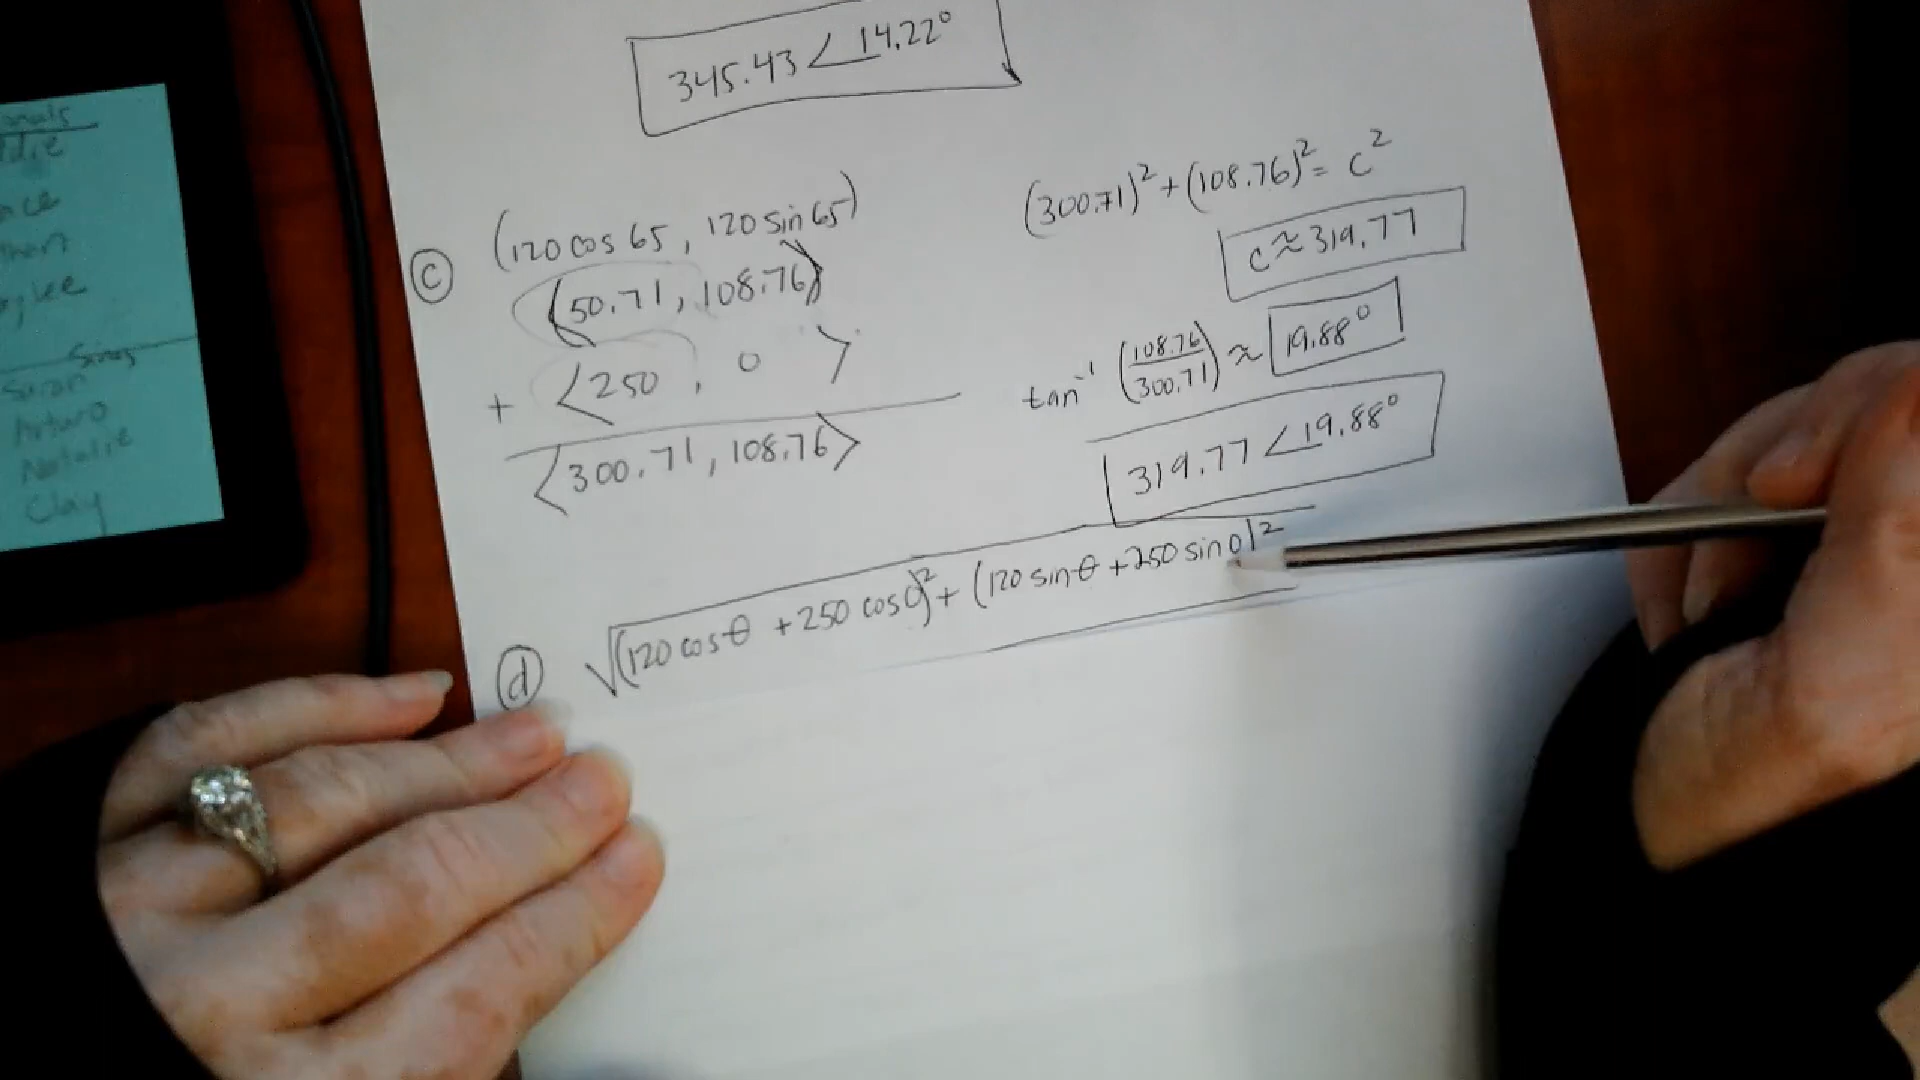 345.43 ∠14.22°
ⓒ (120 cos 65, 120 sin 65)
⟨50.71, 108.76⟩
+ ⟨250, 0⟩
⟨300.71, 108.76⟩
(300.71)² + (108.76)² = c²
c ≈ 319.77
tan⁻¹ (108.76/300.71) ≈ 19.88°
319.77 ∠19.88°
ⓓ √(120 cos θ + 250 cos 0)² + (120 sin θ + 250 sin 0)²
Sines
Arturo
Natalie
Clay